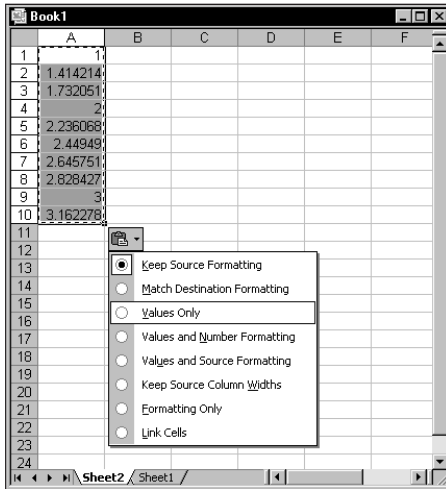 Book1
A B C D E F
1 1
2 1.414214
3 1.732051
4 2
5 2.236068
6 2.44949
7 2.645751
8 2.828427
9 3
10 3.162278
11
12
13 Keep Source Formatting
14 Match Destination Formatting
15 Values Only
16
17 Values and Number Formatting
18 Values and Source Formatting
19
20 Keep Source Column Widths
21 Formatting Only
22 Link Cells
23
24
Sheet2 Sheet1